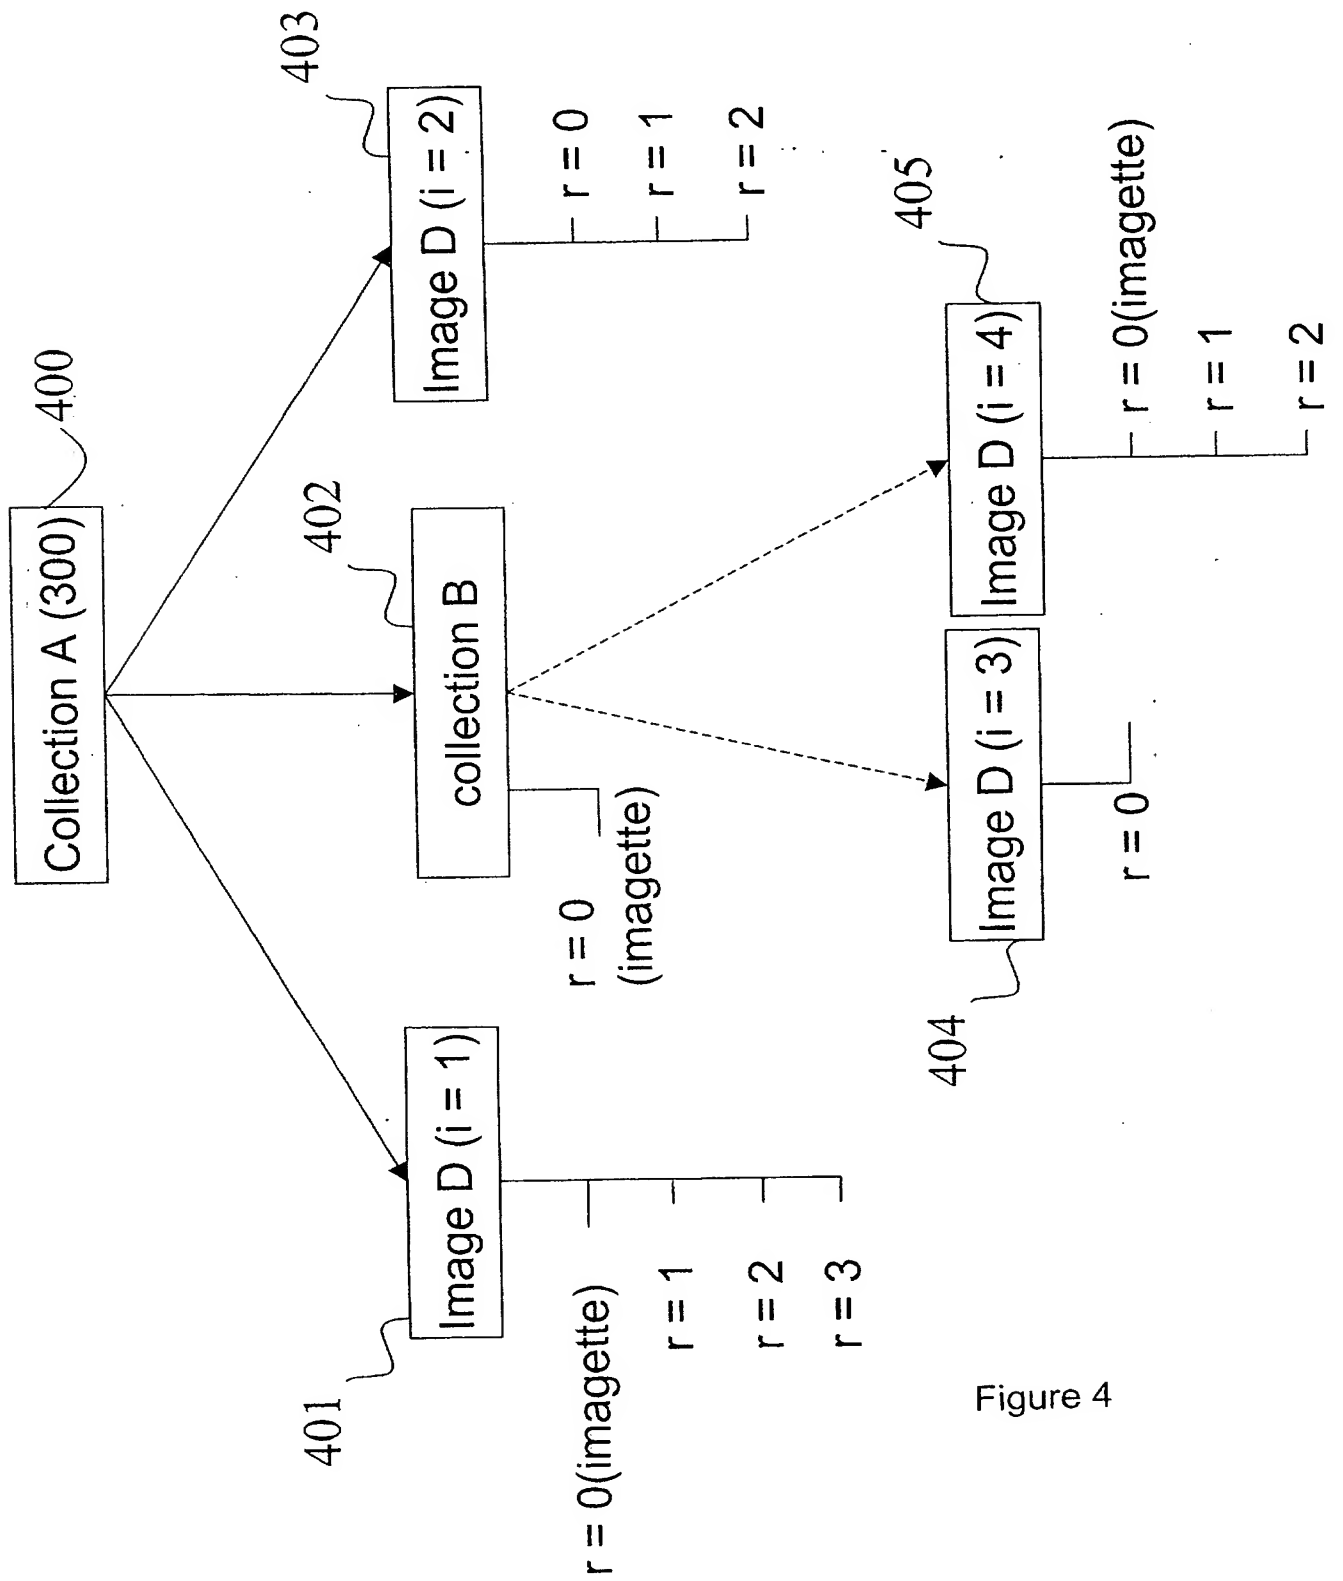 Collection A (300)
400
401
Image D (i = 1)
r = 0(imagette)
r = 1
r = 2
r = 3
402
collection B
r = 0
(imagette)
403
Image D (i = 2)
r = 0
r = 1
r = 2
404
Image D (i = 3)
r = 0
405
Image D (i = 4)
r = 0(imagette)
r = 1
r = 2
Figure 4